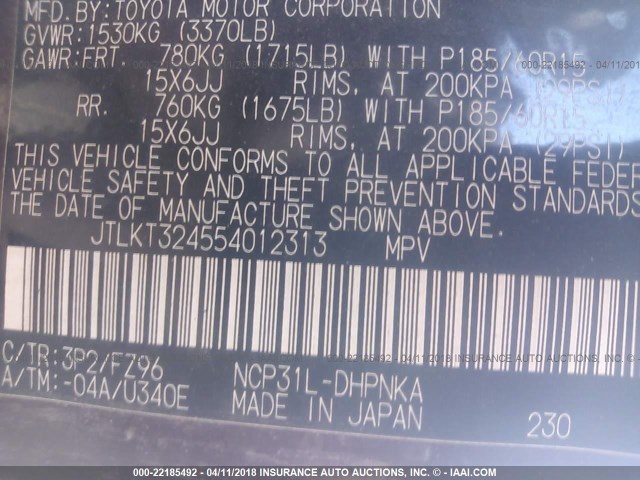 MFD.BY:TOYOTA MOTOR CORPORATION
GVWR:1530KG (3370LB)
GAWR:FRT. 780KG (1715LB) WITH P185/60R15
15X6JJ RIMS, AT 200KPA
RR. 760KG (1675LB) WITH P185/60R15
15X6JJ RIMS, AT 200KPA (29PSI)
THIS VEHICLE CONFORMS TO ALL APPLICABLE FEDER
VEHICLE SAFETY AND THEFT PREVENTION STANDARDS
THE DATE OF MANUFACTURE SHOWN ABOVE.
JTLKT324554012313 MPV
C/TR:3P2/FZ96
A/TM:-04A/U340E
NCP31L-DHPNKA
MADE IN JAPAN
230
000-22185492 - 04/11/2018 - INSURANCE AUTO AUCTIONS, INC. - © - IAAI.COM